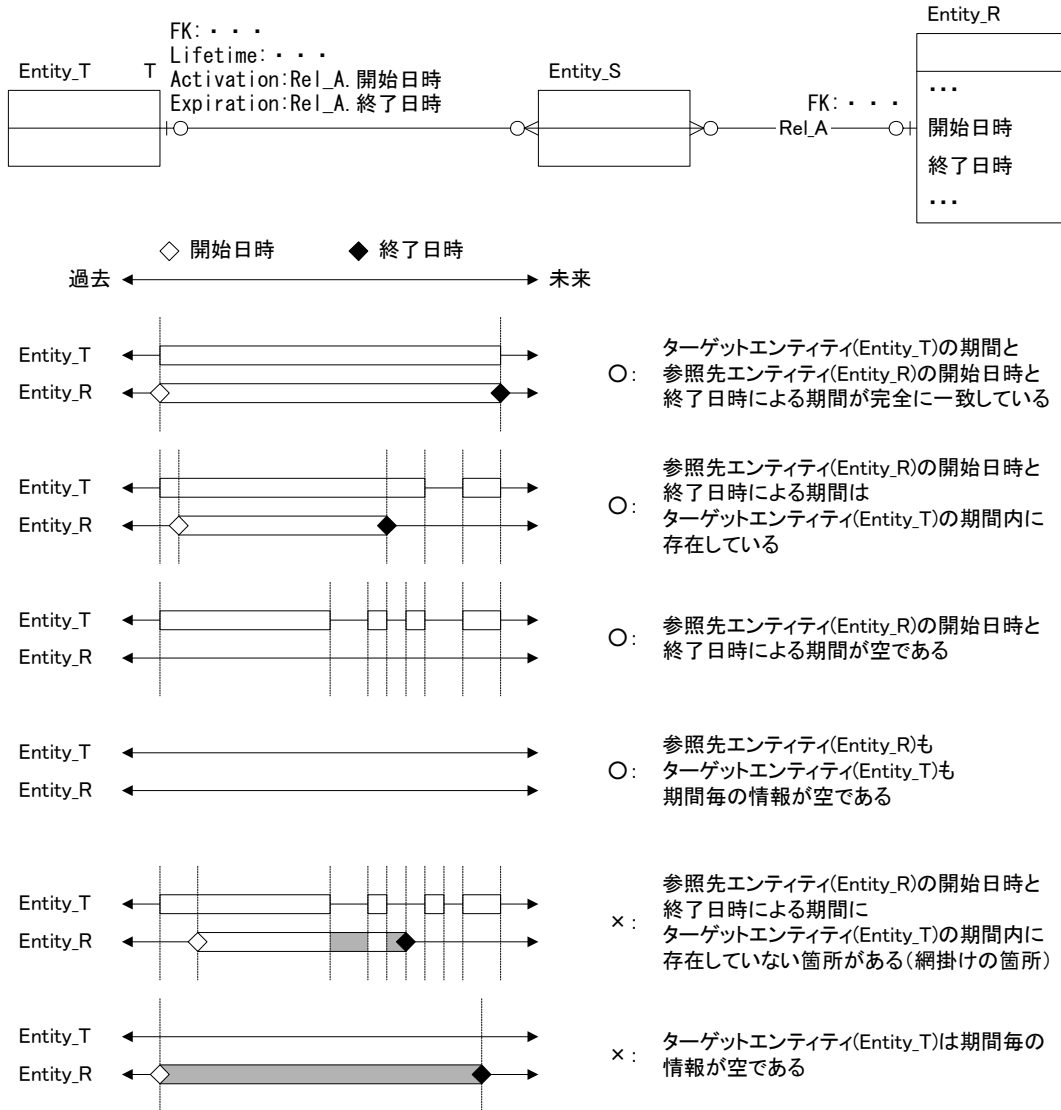 Entity_R
FK:・・・
Lifetime:・・・
Activation:Rel_A.開始日時
Expiration:Rel_A.終了日時
Entity_T
T
Entity_S
FK:・・・
Rel_A
・・・
開始日時
終了日時
・・・
◇ 開始日時 ◆ 終了日時
過去 未来
Entity_T
Entity_R
○:
ターゲットエンティティ(Entity_T)の期間と
参照先エンティティ(Entity_R)の開始日時と
終了日時による期間が完全に一致している
Entity_T
Entity_R
○:
参照先エンティティ(Entity_R)の開始日時と
終了日時による期間は
ターゲットエンティティ(Entity_T)の期間内に
存在している
Entity_T
Entity_R
○:
参照先エンティティ(Entity_R)の開始日時と
終了日時による期間が空である
Entity_T
Entity_R
○:
参照先エンティティ(Entity_R)も
ターゲットエンティティ(Entity_T)も
期間毎の情報が空である
Entity_T
Entity_R
×:
参照先エンティティ(Entity_R)の開始日時と
終了日時による期間に
ターゲットエンティティ(Entity_T)の期間内に
存在していない箇所がある(網掛けの箇所)
Entity_T
Entity_R
×:
ターゲットエンティティ(Entity_T)は期間毎の
情報が空である